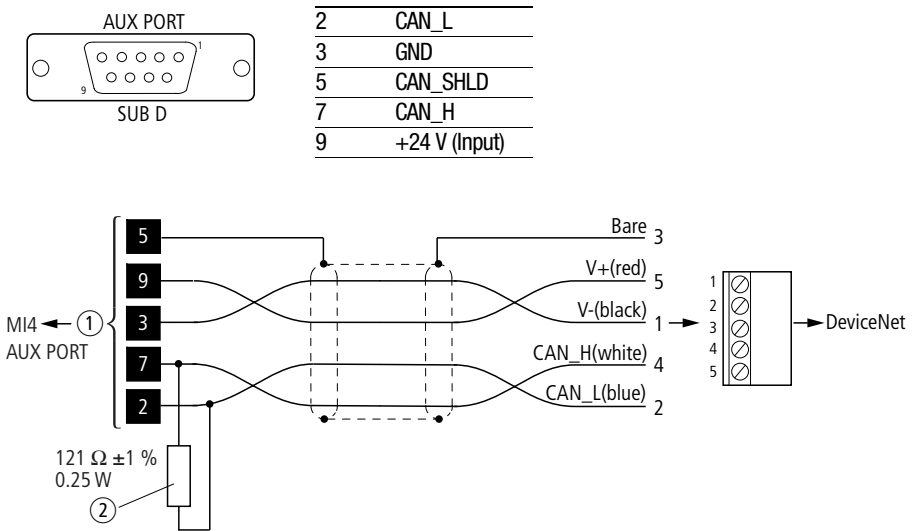 AUX PORT
1
9
SUB D
2 CAN_L
3 GND
5 CAN_SHLD
7 CAN_H
9 +24 V (Input)
MI4
AUX PORT
1
5
9
3
7
2
121 Ω ±1 %
0.25 W
2
Bare 3
V+(red) 5
V-(black) 1
CAN_H(white) 4
CAN_L(blue) 2
1
2
3
4
5
DeviceNet